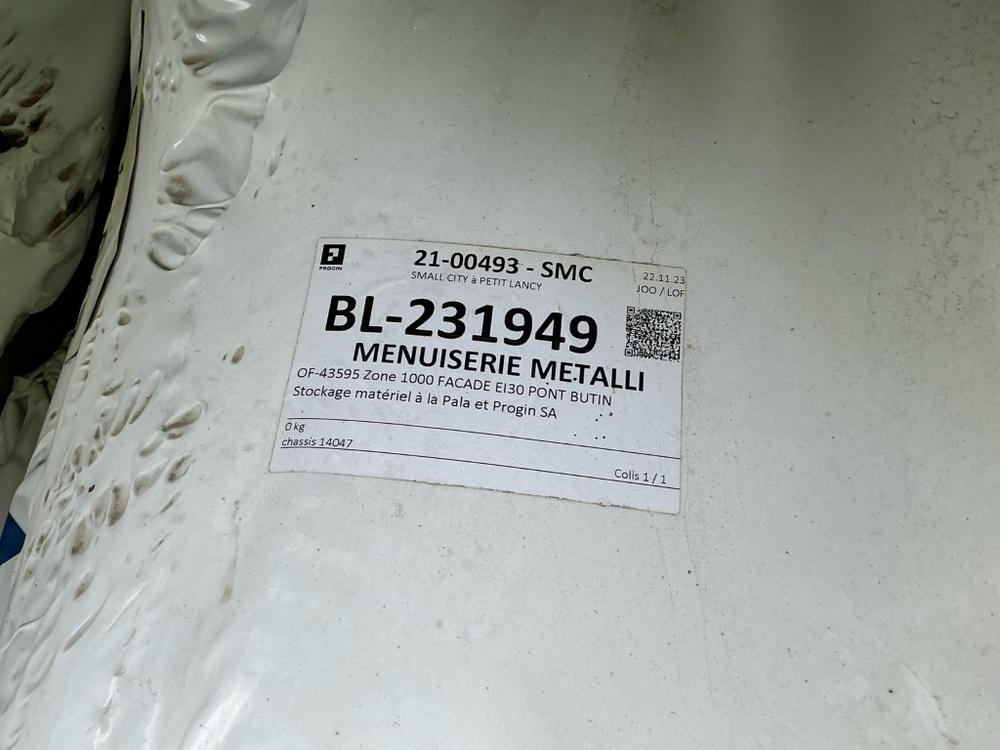 PROGIN
21-00493 - SMC
SMALL CITY à PETIT LANCY
22.11.23
JOO / LOF
BL-231949
MENUISERIE METALLI
OF-43595 Zone 1000 FACADE EI30 PONT BUTIN
Stockage matériel à la Pala et Progin SA
0 kg
chassis 14047
Colis 1 / 1